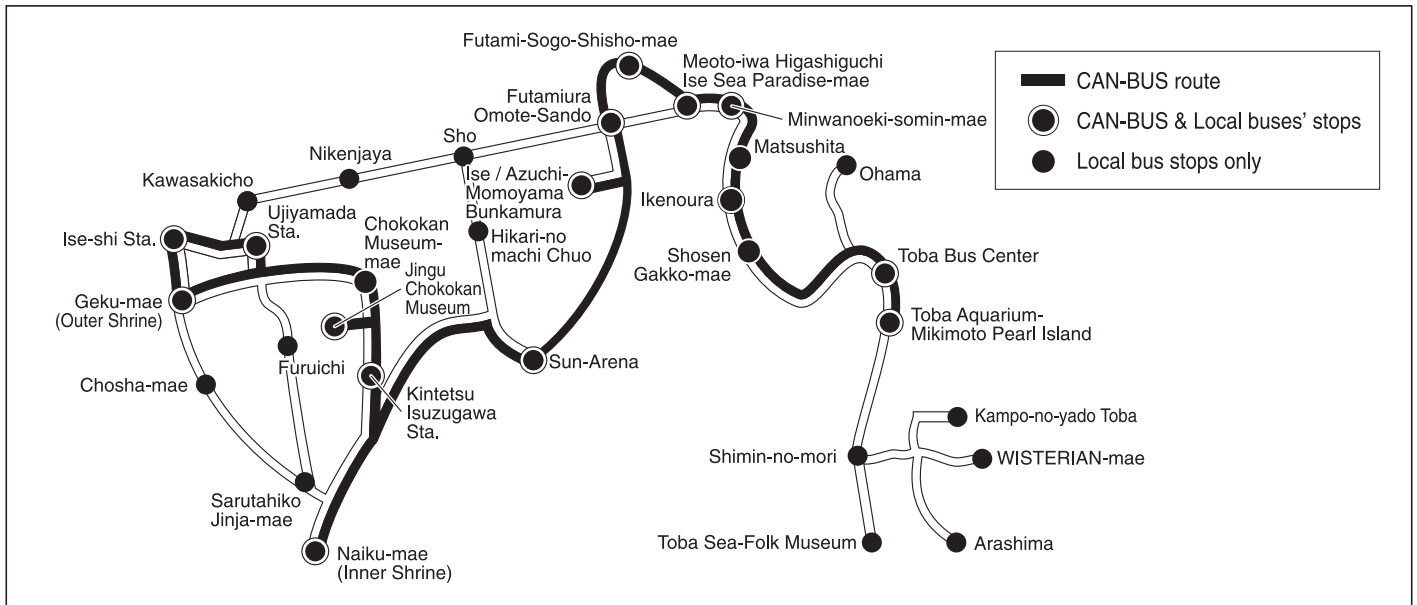 Futami-Sogo-Shisho-mae
Meoto-iwa Higashiguchi
Ise Sea Paradise-mae
CAN-BUS route
CAN-BUS & Local buses' stops
Local bus stops only
Futamiura
Omote-Sando
Minwanoeki-somin-mae
Sho
Matsushita
Nikenjaya
Ohama
Kawasakicho
Ise / Azuchi-
Momoyama
Bunkamura
Ikenoura
Ujiyamada
Sta.
Chokokan
Museum-
mae
Ise-shi Sta.
Hikari-no
machi Chuo
Shosen
Gakko-mae
Toba Bus Center
Jingu
Chokokan
Museum
Geku-mae
(Outer Shrine)
Toba Aquarium-
Mikimoto Pearl Island
Sun-Arena
Furuichi
Chosha-mae
Kintetsu
Isuzugawa
Sta.
Kampo-no-yado Toba
Shimin-no-mori
WISTERIAN-mae
Sarutahiko
Jinja-mae
Toba Sea-Folk Museum
Arashima
Naiku-mae
(Inner Shrine)